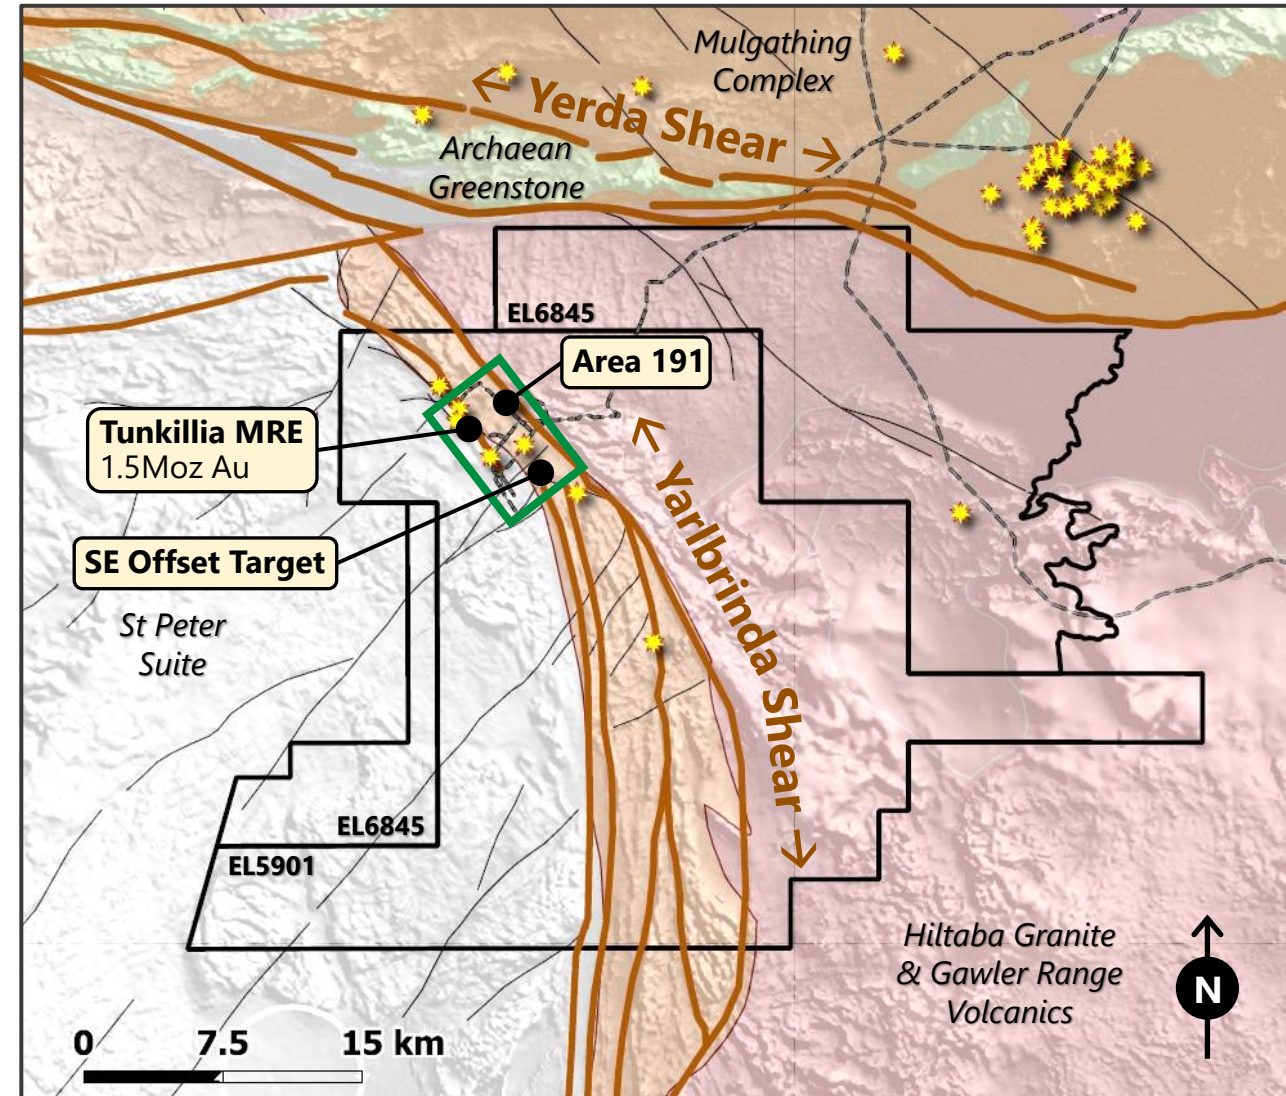 Mulgathing
Complex
← Yerda Shear →
Archaean
Greenstone
EL6845
Area 191
Tunkillia MRE
1.5Moz Au
← Yarlbrinda Shear →
SE Offset Target
St Peter
Suite
EL6845
EL5901
Hiltaba Granite
& Gawler Range
Volcanics
N
0 7.5 15 km